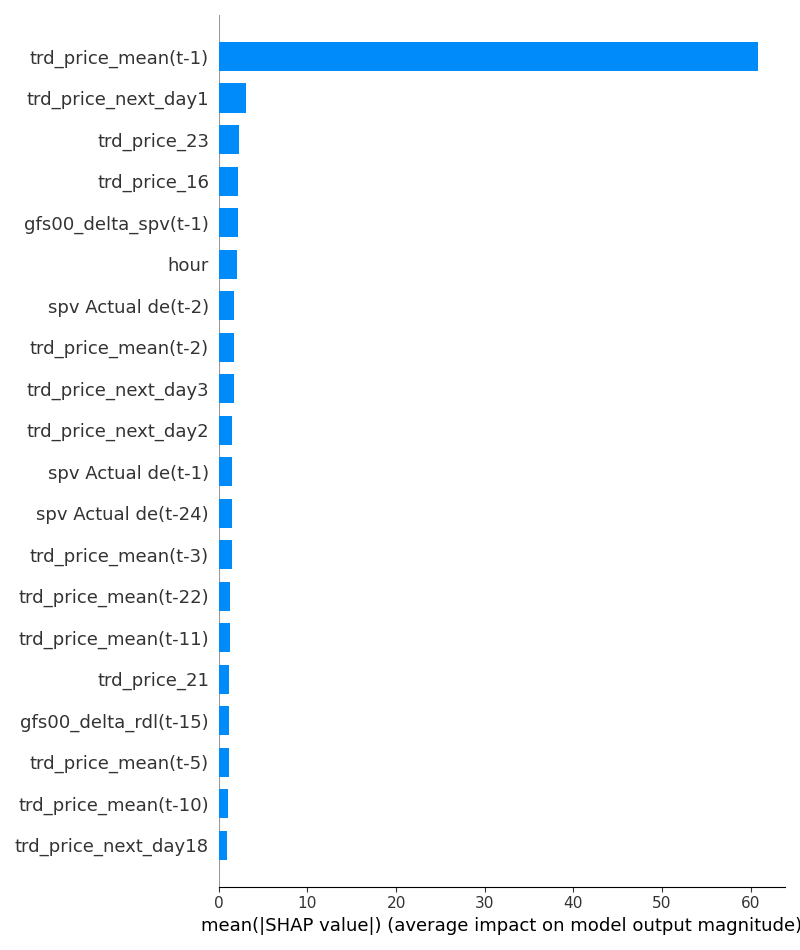 trd_price_mean(t-1)
trd_price_next_day1
trd_price_23
trd_price_16
gfs00_delta_spv(t-1)
hour
spv Actual de(t-2)
trd_price_mean(t-2)
trd_price_next_day3
trd_price_next_day2
spv Actual de(t-1)
spv Actual de(t-24)
trd_price_mean(t-3)
trd_price_mean(t-22)
trd_price_mean(t-11)
trd_price_21
gfs00_delta_rdl(t-15)
trd_price_mean(t-5)
trd_price_mean(t-10)
trd_price_next_day18
0 10 20 30 40 50 60
mean(|SHAP value|) (average impact on model output magnitude)